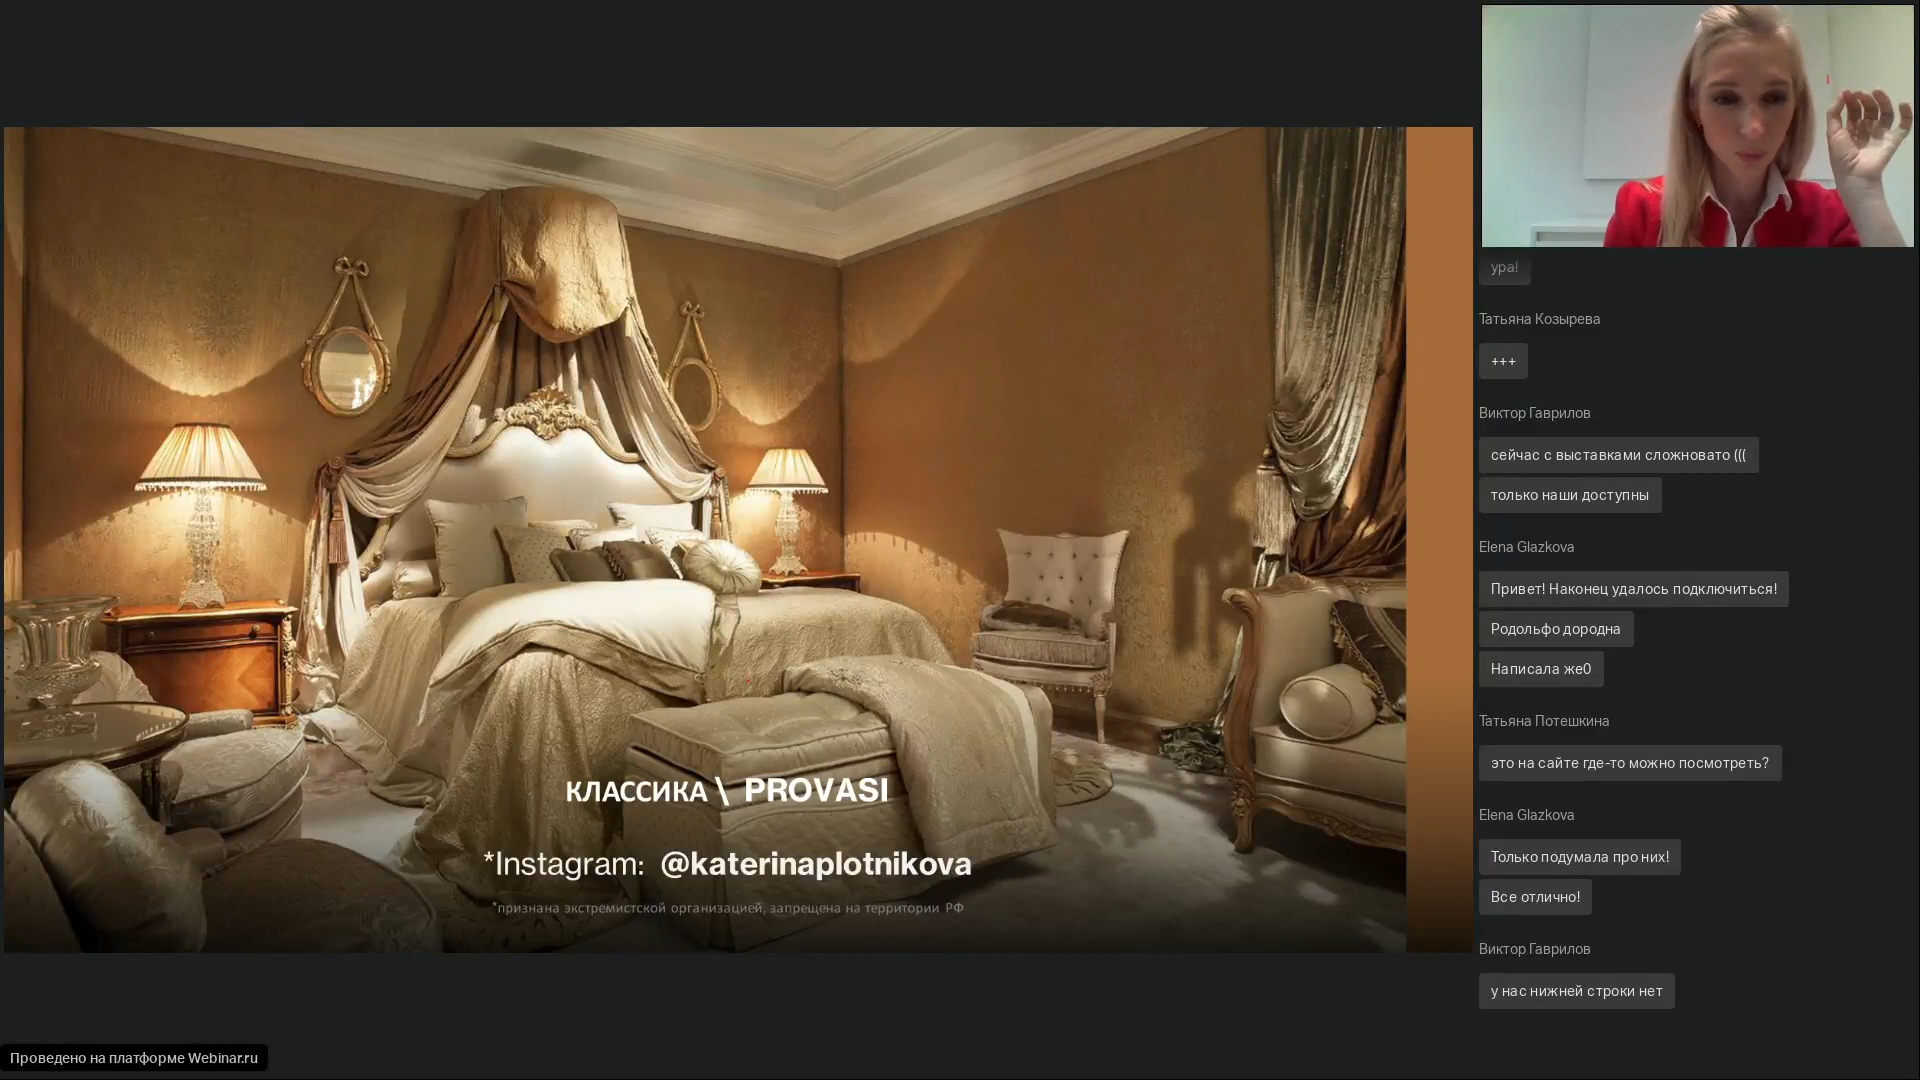 КЛАССИКА \ PROVASI
*Instagram: @katerinaplotnikova
*признана экстремистской организацией, запрещена на территории РФ
ура!
Татьяна Козырева
+++
Виктор Гаврилов
сейчас с выставками сложновато (((
только наши доступны
Elena Glazkova
Привет! Наконец удалось подключиться!
Родольфо дородна
Написала же0
Татьяна Потешкина
это на сайте где-то можно посмотреть?
Elena Glazkova
Только подумала про них!
Все отлично!
Виктор Гаврилов
у нас нижней строки нет
Проведено на платформе Webinar.ru